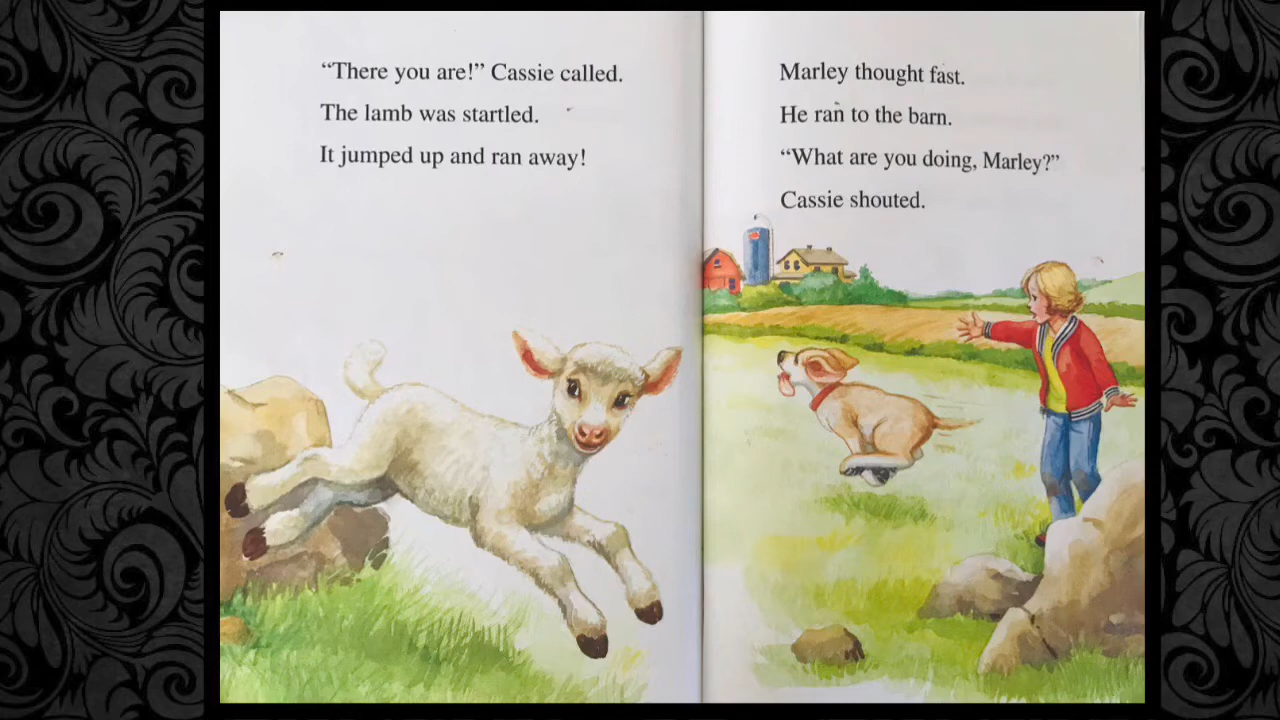 “There you are!” Cassie called.
The lamb was startled.
It jumped up and ran away!
Marley thought fast.
He ran to the barn.
“What are you doing, Marley?”
Cassie shouted.